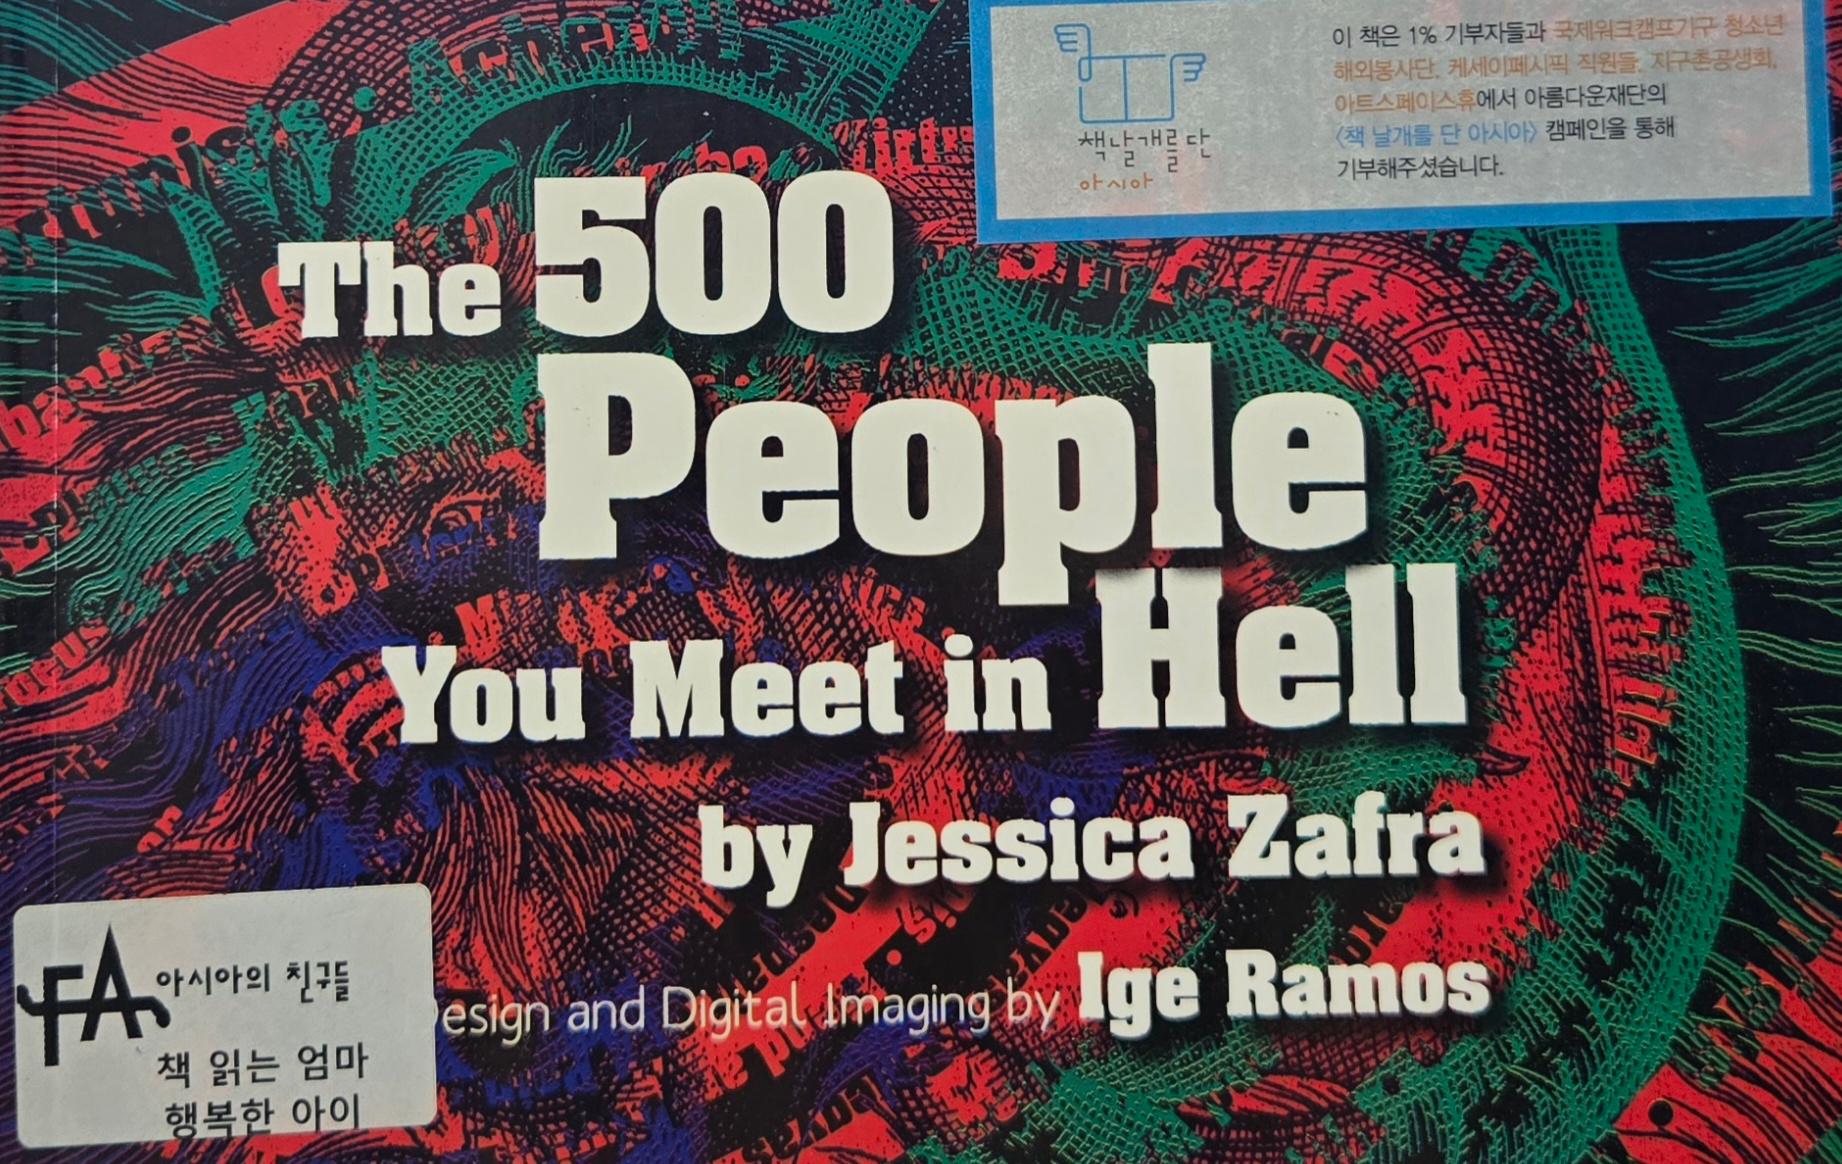 이 책은 1% 기부자들과 국제워크캠프기구 청소년
해외봉사단, 케세이페시픽 직원들, 지구촌공생회,
아트스페이스휴에서 아름다운재단의
<책 날개를 단 아시아> 캠페인을 통해
기부해주셨습니다.
책날개를단
아시아
The 500
People
You Meet in Hell
by Jessica Zafra
esign and Digital Imaging by Ige Ramos
FA 아시아의 친구들
책 읽는 엄마
행복한 아이